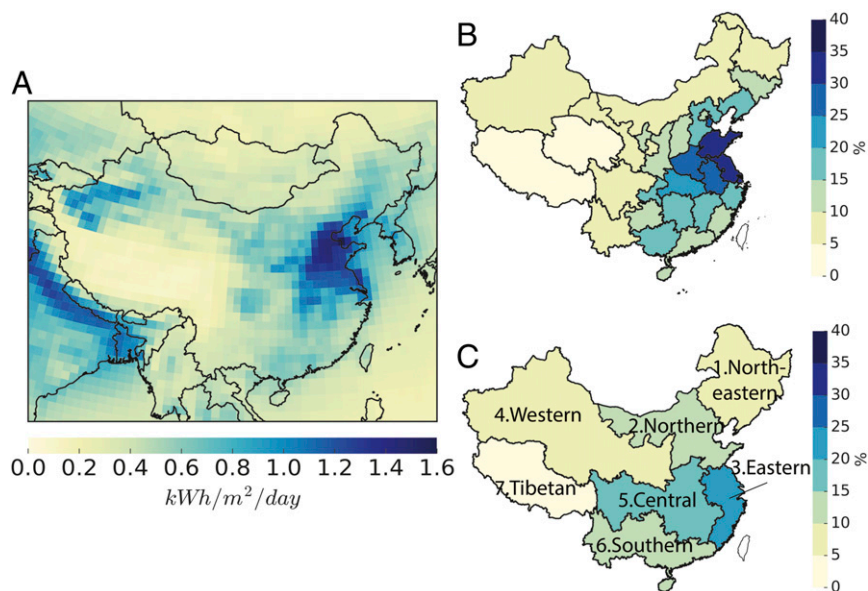 A
0.0 0.2 0.4 0.6 0.8 1.0 1.2 1.4 1.6
kWh/m²/day
B
40
35
30
25
20
15
10
5
0
%
C
1.North-
eastern
2.Northern
4.Western
3.Eastern
7.Tibetan
5.Central
6.Southern
40
35
30
25
20
15
10
5
0
%